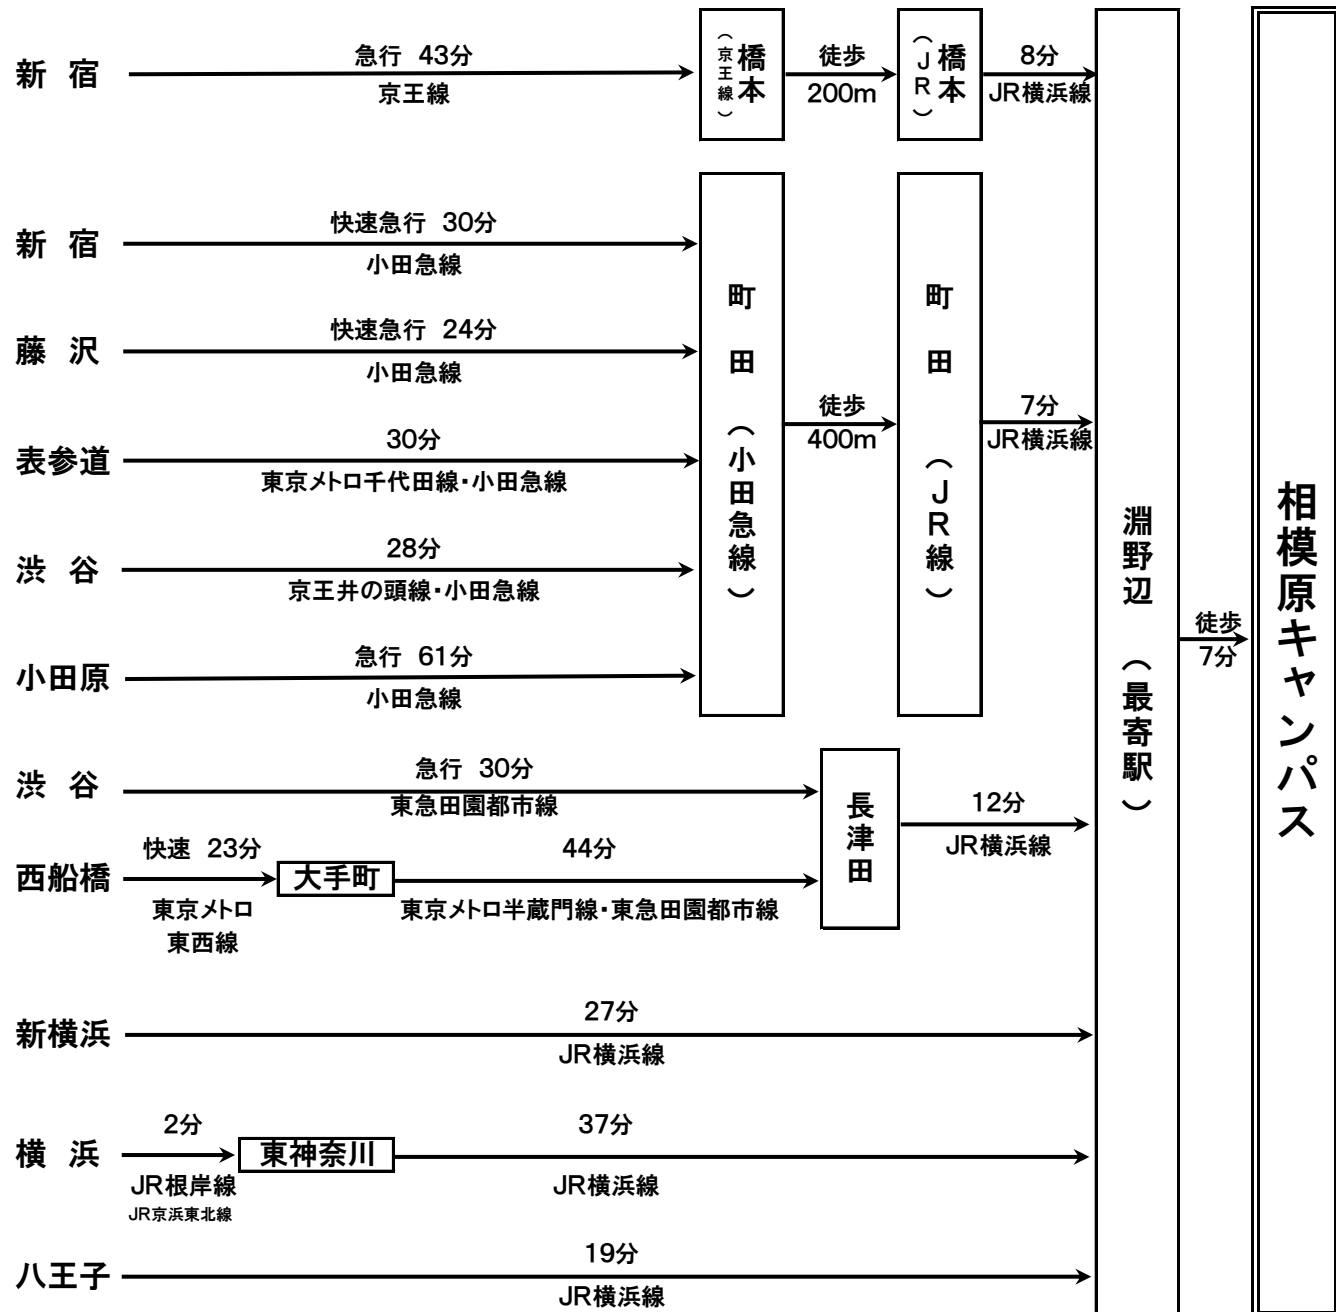 新 宿
急行 43分
京王線
橋本
（京王線）
徒歩
200m
橋本
（JR）
8分
JR横浜線
新 宿
快速急行 30分
小田急線
藤 沢
快速急行 24分
小田急線
表参道
30分
東京メトロ千代田線・小田急線
渋 谷
28分
京王井の頭線・小田急線
小田原
急行 61分
小田急線
町田（小田急線）
徒歩
400m
町田（JR線）
7分
JR横浜線
渋 谷
急行 30分
東急田園都市線
西船橋
快速 23分
東京メトロ
東西線
大手町
44分
東京メトロ半蔵門線・東急田園都市線
長津田
12分
JR横浜線
新横浜
27分
JR横浜線
横 浜
2分
JR根岸線
JR京浜東北線
東神奈川
37分
JR横浜線
八王子
19分
JR横浜線
淵野辺（最寄駅）
徒歩
7分
相模原キャンパス